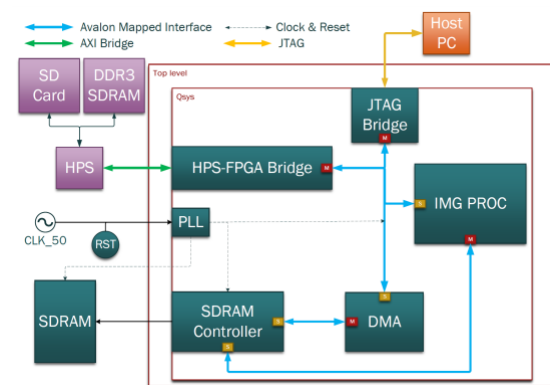 Avalon Mapped Interface
Clock & Reset
AXI Bridge
JTAG
Host
PC
SD
Card
DDR3
SDRAM
Top level
Qsys
JTAG
Bridge
M
HPS
HPS-FPGA Bridge
M
S
IMG PROC
M
CLK_50
RST
PLL
SDRAM
SDRAM
Controller
S
S
S
M
DMA